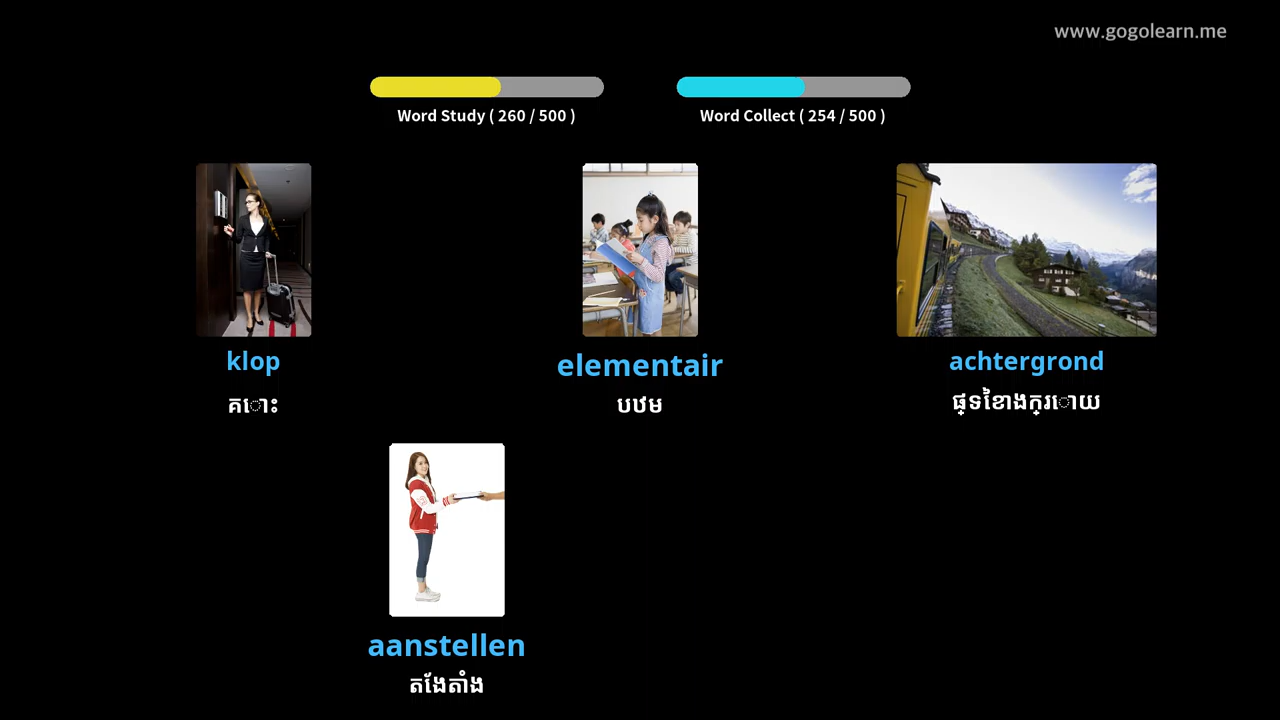 www.gogolearn.me
Word Study ( 260 / 500 )
Word Collect ( 254 / 500 )
klop
គោះ
elementair
បឋម
achtergrond
ផ្ទៃខាងក្រោយ
aanstellen
តែងតាំង